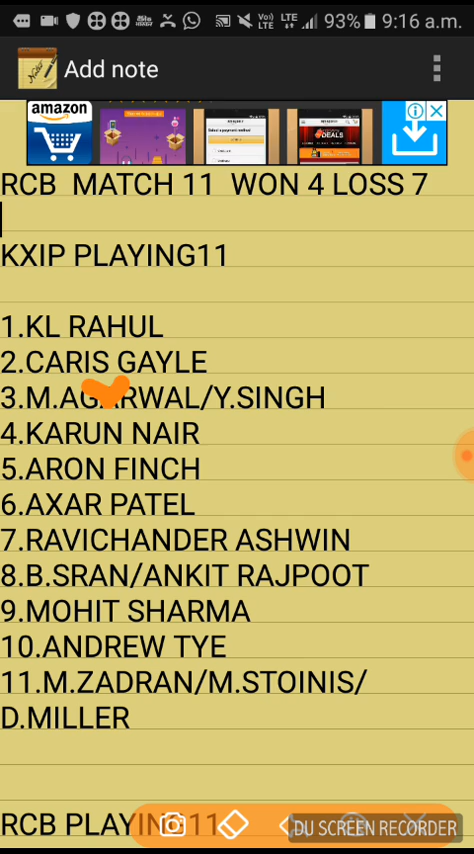 93% 9:16 a.m.
Add note
amazon
RCB MATCH 11 WON 4 LOSS 7
KXIP PLAYING11
1.KL RAHUL
2.CARIS GAYLE
3.M.AGARWAL/Y.SINGH
4.KARUN NAIR
5.ARON FINCH
6.AXAR PATEL
7.RAVICHANDER ASHWIN
8.B.SRAN/ANKIT RAJPOOT
9.MOHIT SHARMA
10.ANDREW TYE
11.M.ZADRAN/M.STOINIS/
D.MILLER
RCB PLAYING11
DU SCREEN RECORDER